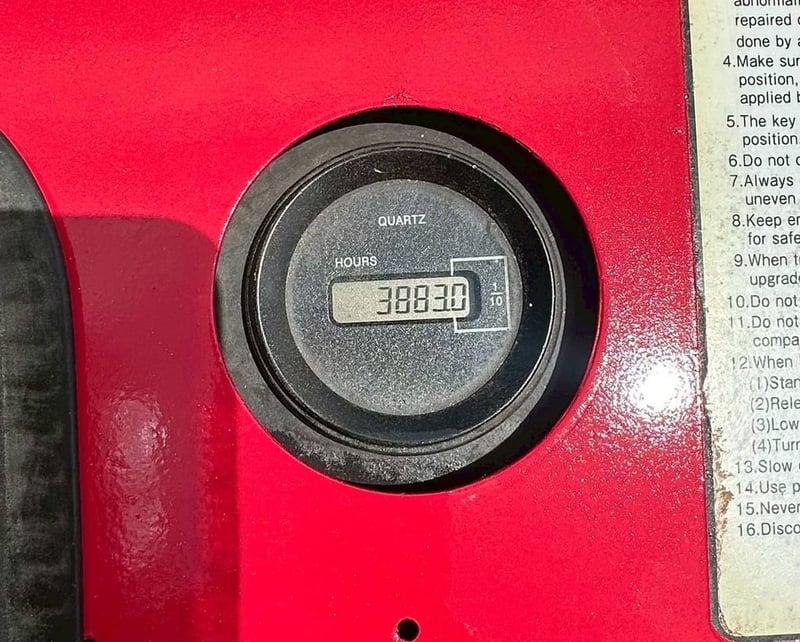 QUARTZ
HOURS
3883.0
1
10
repaired
done by
4.Make sur
position,
applied
5.The key
position.
6.Do not
7.Always
uneven
8.Keep
for safe
9.When
upgrade
10.Do not
11.Do not
compa
12.When
(1)Stan
(2)Rele
(3)Low
(4)Turn
13.Slow
14.Use
15.Never
16.Disco